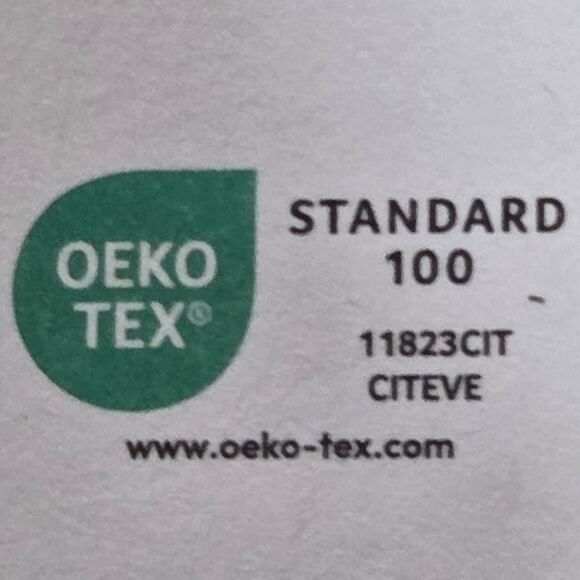 OEKO
TEX®
STANDARD
100
11823CIT
CITEVE
www.oeko-tex.com